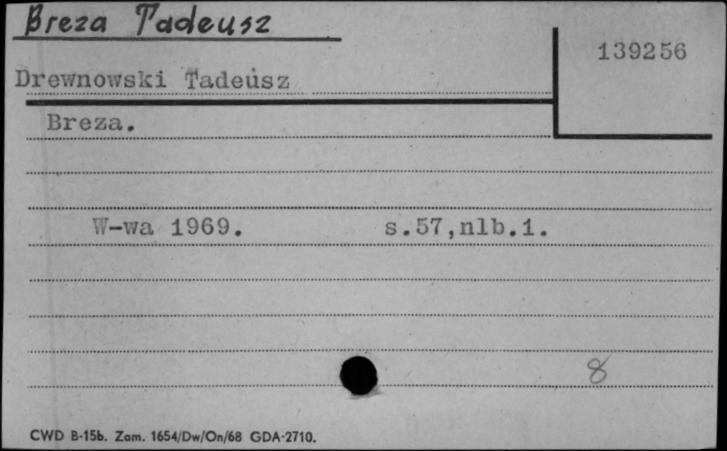 Breza Tadeusz
139256
Drewnowski Tadeusz
Breza.
W-wa 1969. s.57,nlb.1.
8
CWD B-15b. Zam. 1654/Dw/On/68 GDA-2710.